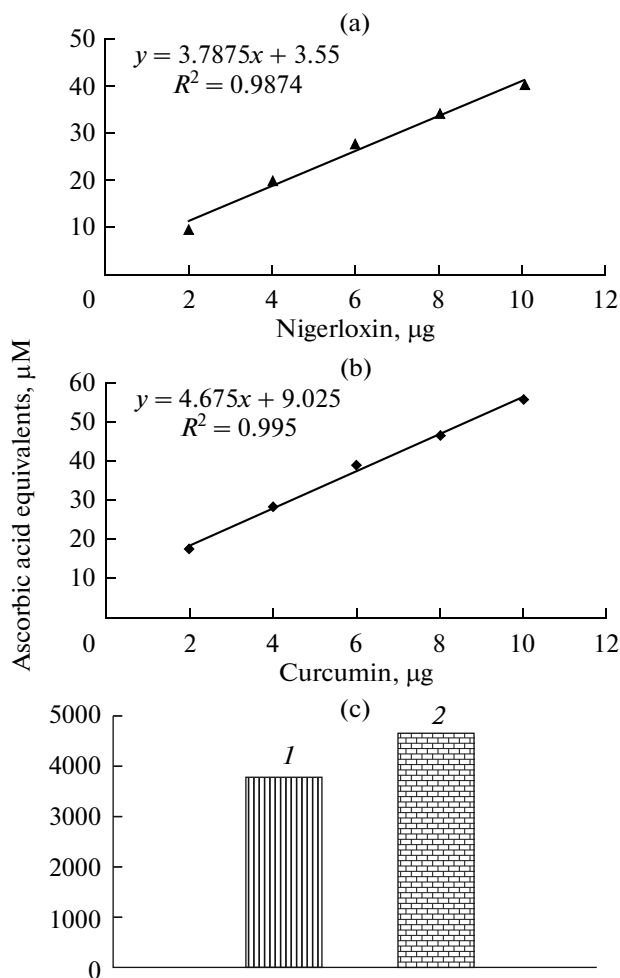 (a)
y = 3.7875x + 3.55
R² = 0.9874
50
40
30
20
10
0
2 4 6 8 10 12
Nigerloxin, μg
Ascorbic acid equivalents, μM
(b)
y = 4.675x + 9.025
R² = 0.995
60
50
40
30
20
10
0
2 4 6 8 10 12
Curcumin, μg
(c)
5000
4000
3000
2000
1000
0
1
2